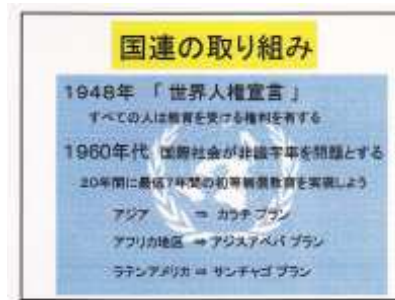 国連の取り組み
1948年 「世界人権宣言」
すべての人は教育を受ける権利を有する
1960年代 国際社会が非識字率を問題とする
20年間に最低7年間の初等無償教育を実現しよう
アジア ⇒ カラチ プラン
アフリカ地区 ⇒ アジスアベバ プラン
ラテンアメリカ ⇒ サンチャゴ プラン